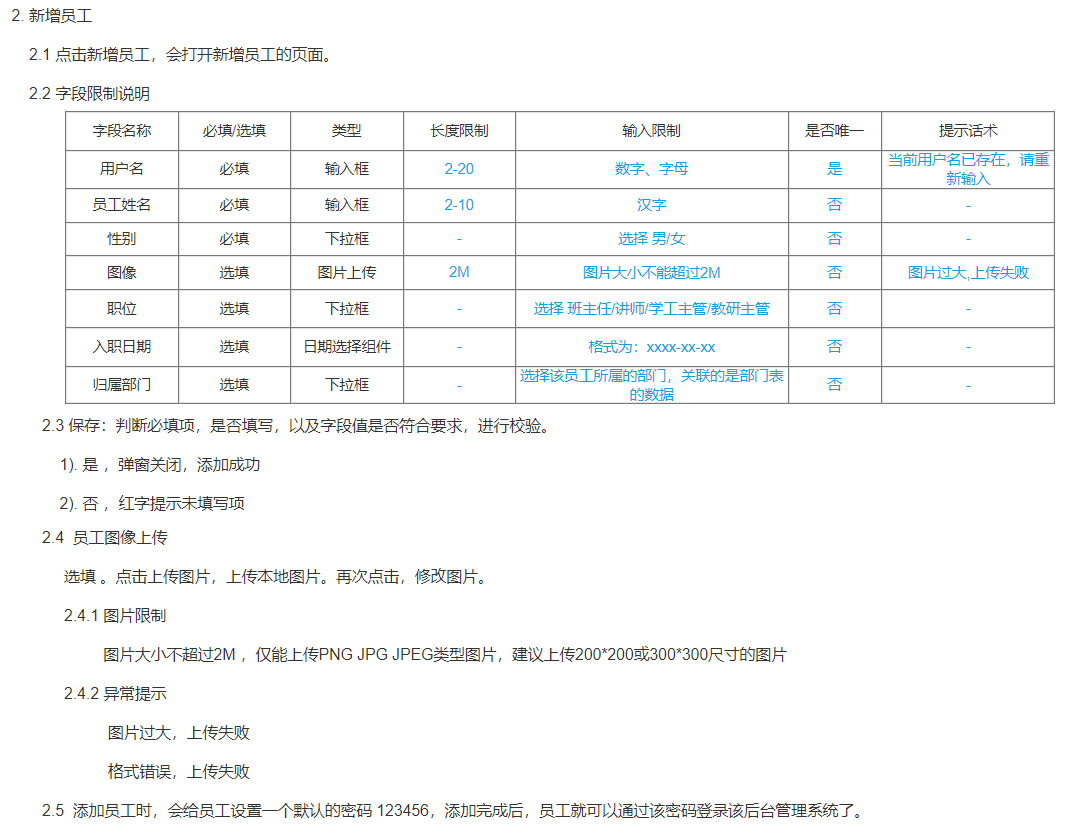 2. 新增员工
2.1 点击新增员工，会打开新增员工的页面。
2.2 字段限制说明
字段名称 必填/选填 类型 长度限制 输入限制 是否唯一 提示话术
用户名 必填 输入框 2-20 数字、字母 是 当前用户名已存在，请重
新输入
员工姓名 必填 输入框 2-10 汉字 否 -
性别 必填 下拉框 - 选择 男/女 否 -
图像 选填 图片上传 2M 图片大小不能超过2M 否 图片过大,上传失败
职位 选填 下拉框 - 选择 班主任/讲师/学工主管/教研主管 否 -
入职日期 选填 日期选择组件 - 格式为：xxxx-xx-xx 否 -
归属部门 选填 下拉框 - 选择该员工所属的部门，关联的是部门表 否 -
的数据
2.3 保存：判断必填项，是否填写，以及字段值是否符合要求，进行校验。
1). 是 ，弹窗关闭，添加成功
2). 否 ，红字提示未填写项
2.4 员工图像上传
选填 。点击上传图片，上传本地图片。再次点击，修改图片。
2.4.1 图片限制
图片大小不超过2M ，仅能上传PNG JPG JPEG类型图片，建议上传200*200或300*300尺寸的图片
2.4.2 异常提示
图片过大，上传失败
格式错误，上传失败
2.5 添加员工时，会给员工设置一个默认的密码 123456，添加完成后，员工就可以通过该密码登录该后台管理系统了。